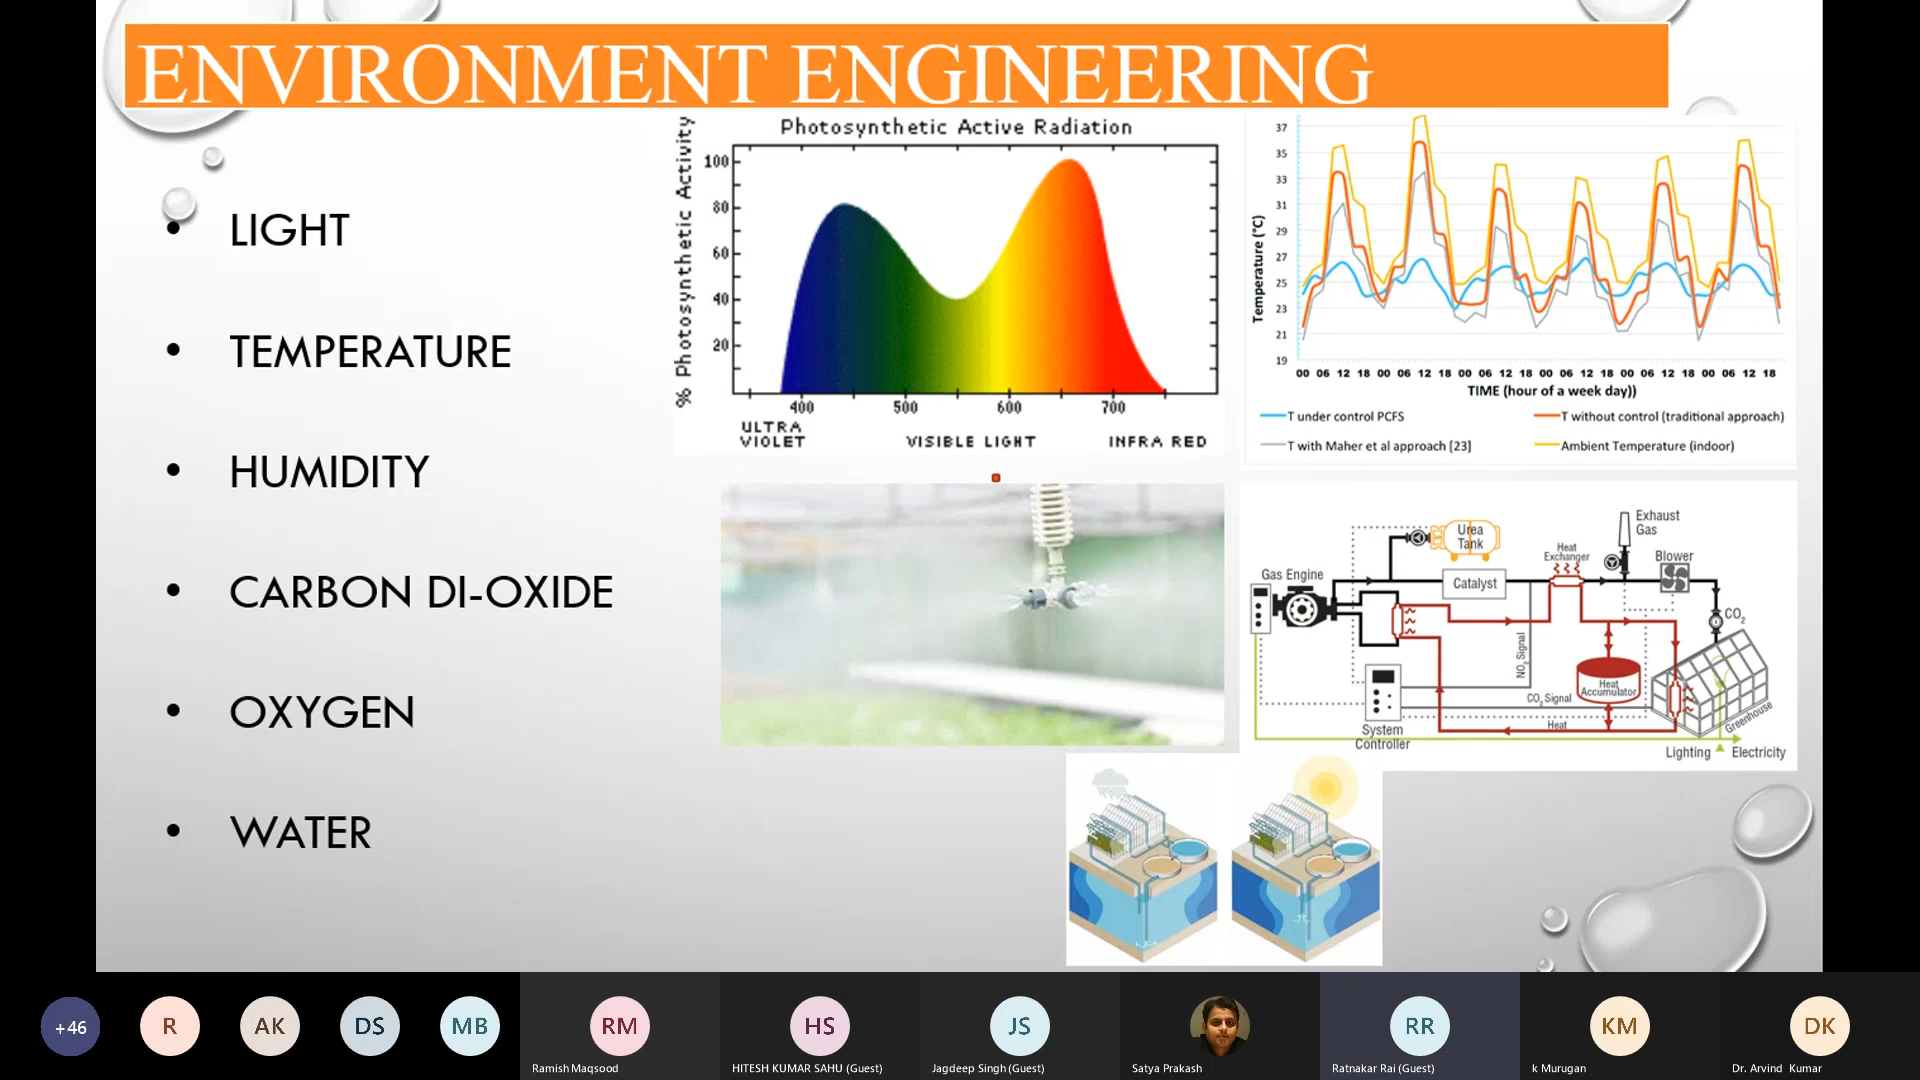 ENVIRONMENT ENGINEERING
• LIGHT
• TEMPERATURE
• HUMIDITY
• CARBON DI-OXIDE
• OXYGEN
• WATER
Photosynthetic Active Radiation
% Photosynthetic Activity
100
80
60
40
20
400 500 600 700
ULTRA VIOLET
VISIBLE LIGHT
INFRA RED
Temperature (°C)
37
35
33
31
29
27
25
23
21
19
00 06 12 18 00 06 12 18 00 06 12 18 00 06 12 18 00 06 12 18 00 06 12 18
TIME (hour of a week day))
T under control PCFS
T without control (traditional approach)
T with Maher et al approach [23]
Ambient Temperature (indoor)
Urea
Tank
Exhaust
Gas
Heat
Exchanger
Blower
Gas Engine
Catalyst
CO2
NO2 Signal
Heat
Accumulator
CO2 Signal
Heat
System
Controller
Greenhouse
Lighting
Electricity
+46
R
AK
DS
MB
RM
HS
JS
RR
KM
DK
Ramish Maqsood
HITESH KUMAR SAHU (Guest)
Jagdeep Singh (Guest)
Satya Prakash
Ratnakar Rai (Guest)
k Murugan
Dr. Arvind Kumar